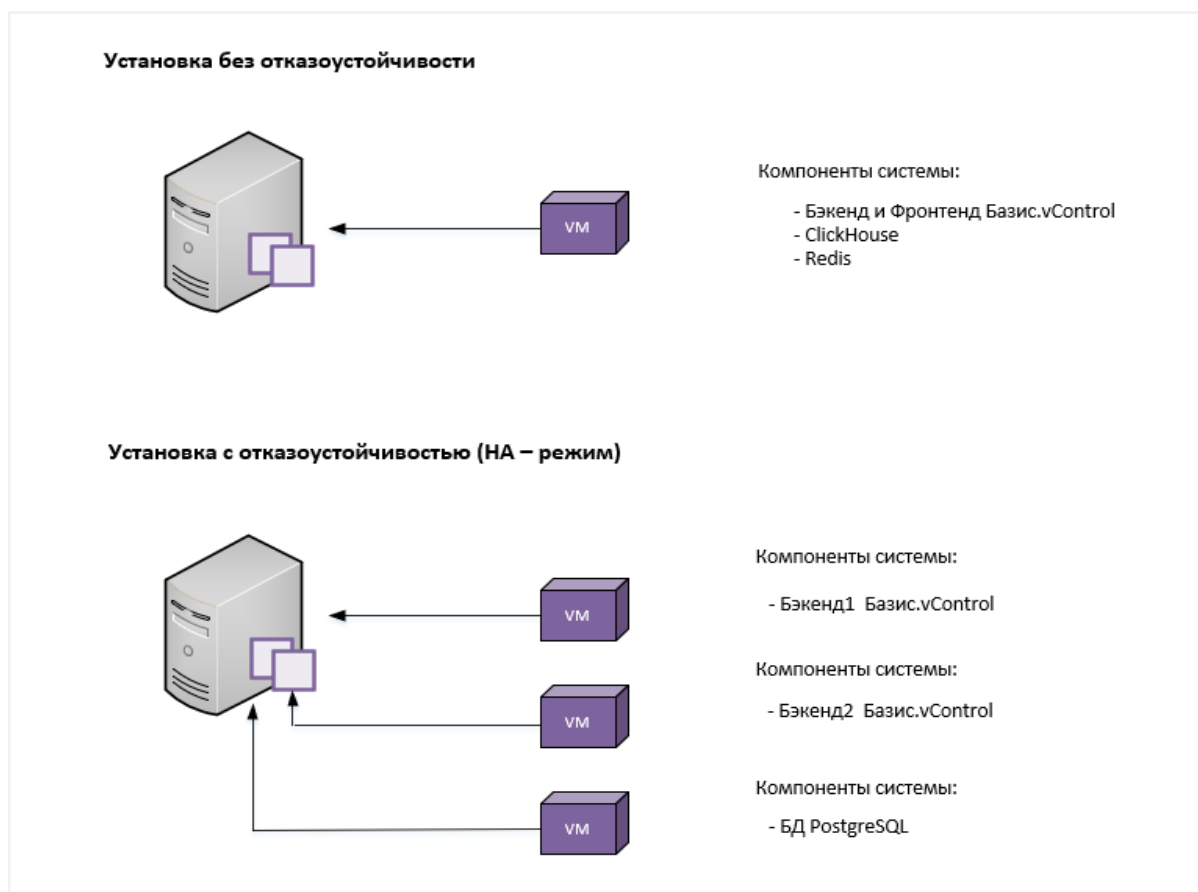 Установка без отказоустойчивости
VM
Компоненты системы:
- Бэкенд и Фронтенд Базис.vControl
- ClickHouse
- Redis
Установка с отказоустойчивостью (НА – режим)
VM
Компоненты системы:
- Бэкенд1 Базис.vControl
VM
Компоненты системы:
- Бэкенд2 Базис.vControl
VM
Компоненты системы:
- БД PostgreSQL